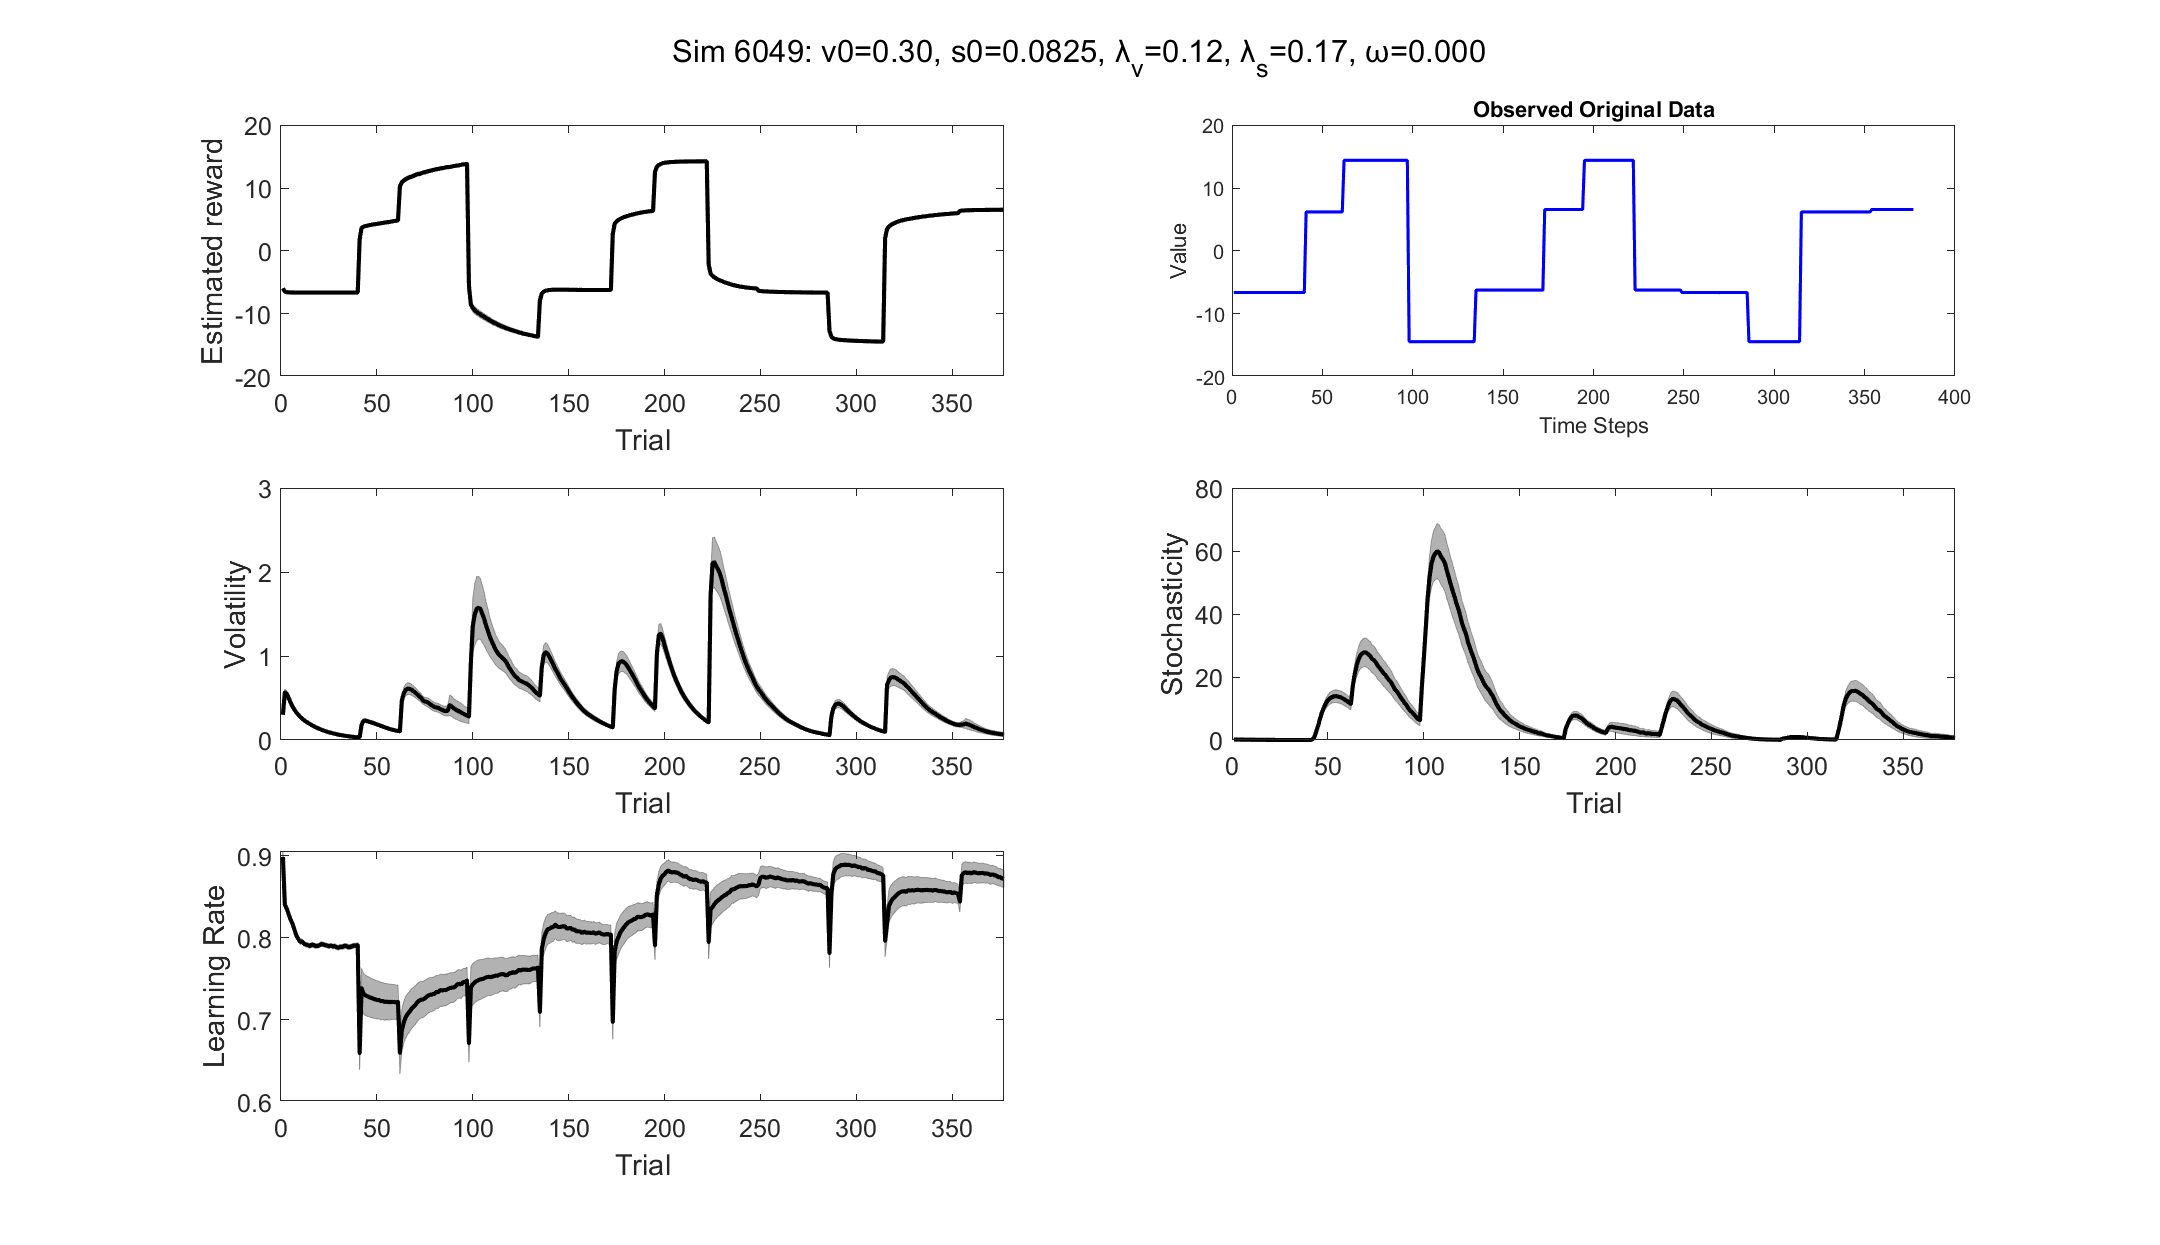 Sim 6049: v0=0.30, s0=0.0825, λv=0.12, λs=0.17, ω=0.000
Estimated reward
20
10
0
-10
-20
0 50 100 150 200 250 300 350
Trial
Observed Original Data
Value
20
10
0
-10
-20
0 50 100 150 200 250 300 350 400
Time Steps
Volatility
3
2
1
0
0 50 100 150 200 250 300 350
Trial
Stochasticity
80
60
40
20
0
0 50 100 150 200 250 300 350
Trial
Learning Rate
0.9
0.8
0.7
0.6
0 50 100 150 200 250 300 350
Trial